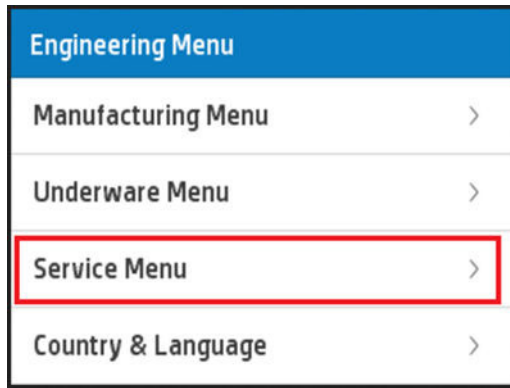 Engineering Menu
Manufacturing Menu
Underware Menu
Service Menu
Country & Language